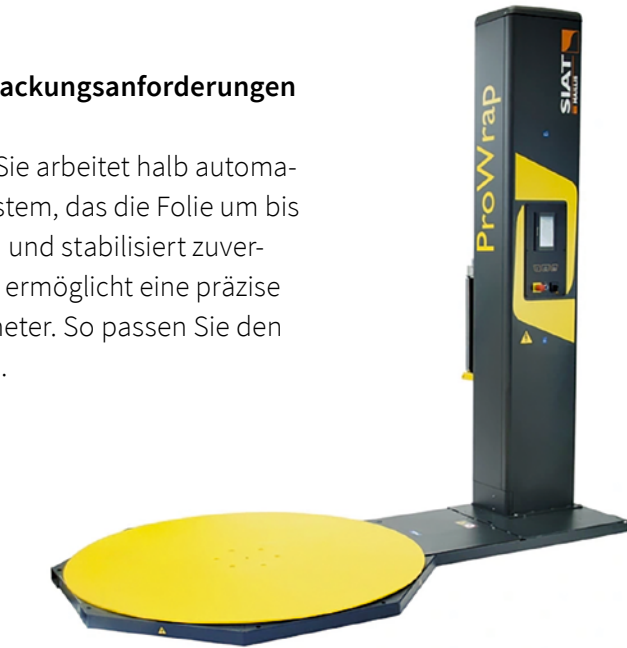 ackungsanforderungen
Sie arbeitet halb automa-
stem, das die Folie um bis
und stabilisiert zuver-
ermöglicht eine präzise
neter. So passen Sie den
.
ProWrap
SIAT